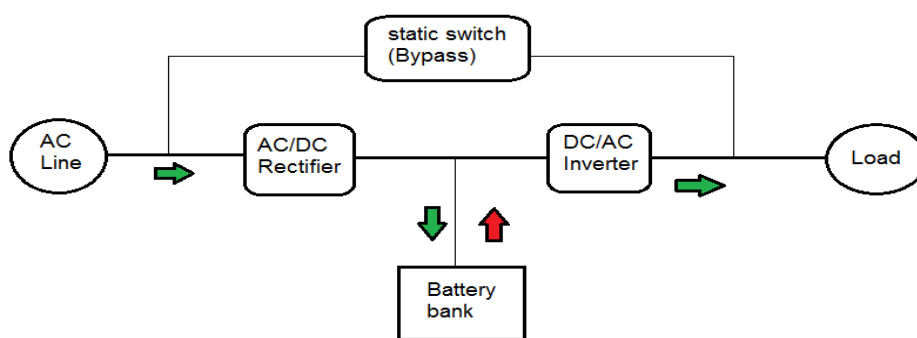 static switch
(Bypass)
AC
Line
AC/DC
Rectifier
DC/AC
Inverter
Load
Battery
bank